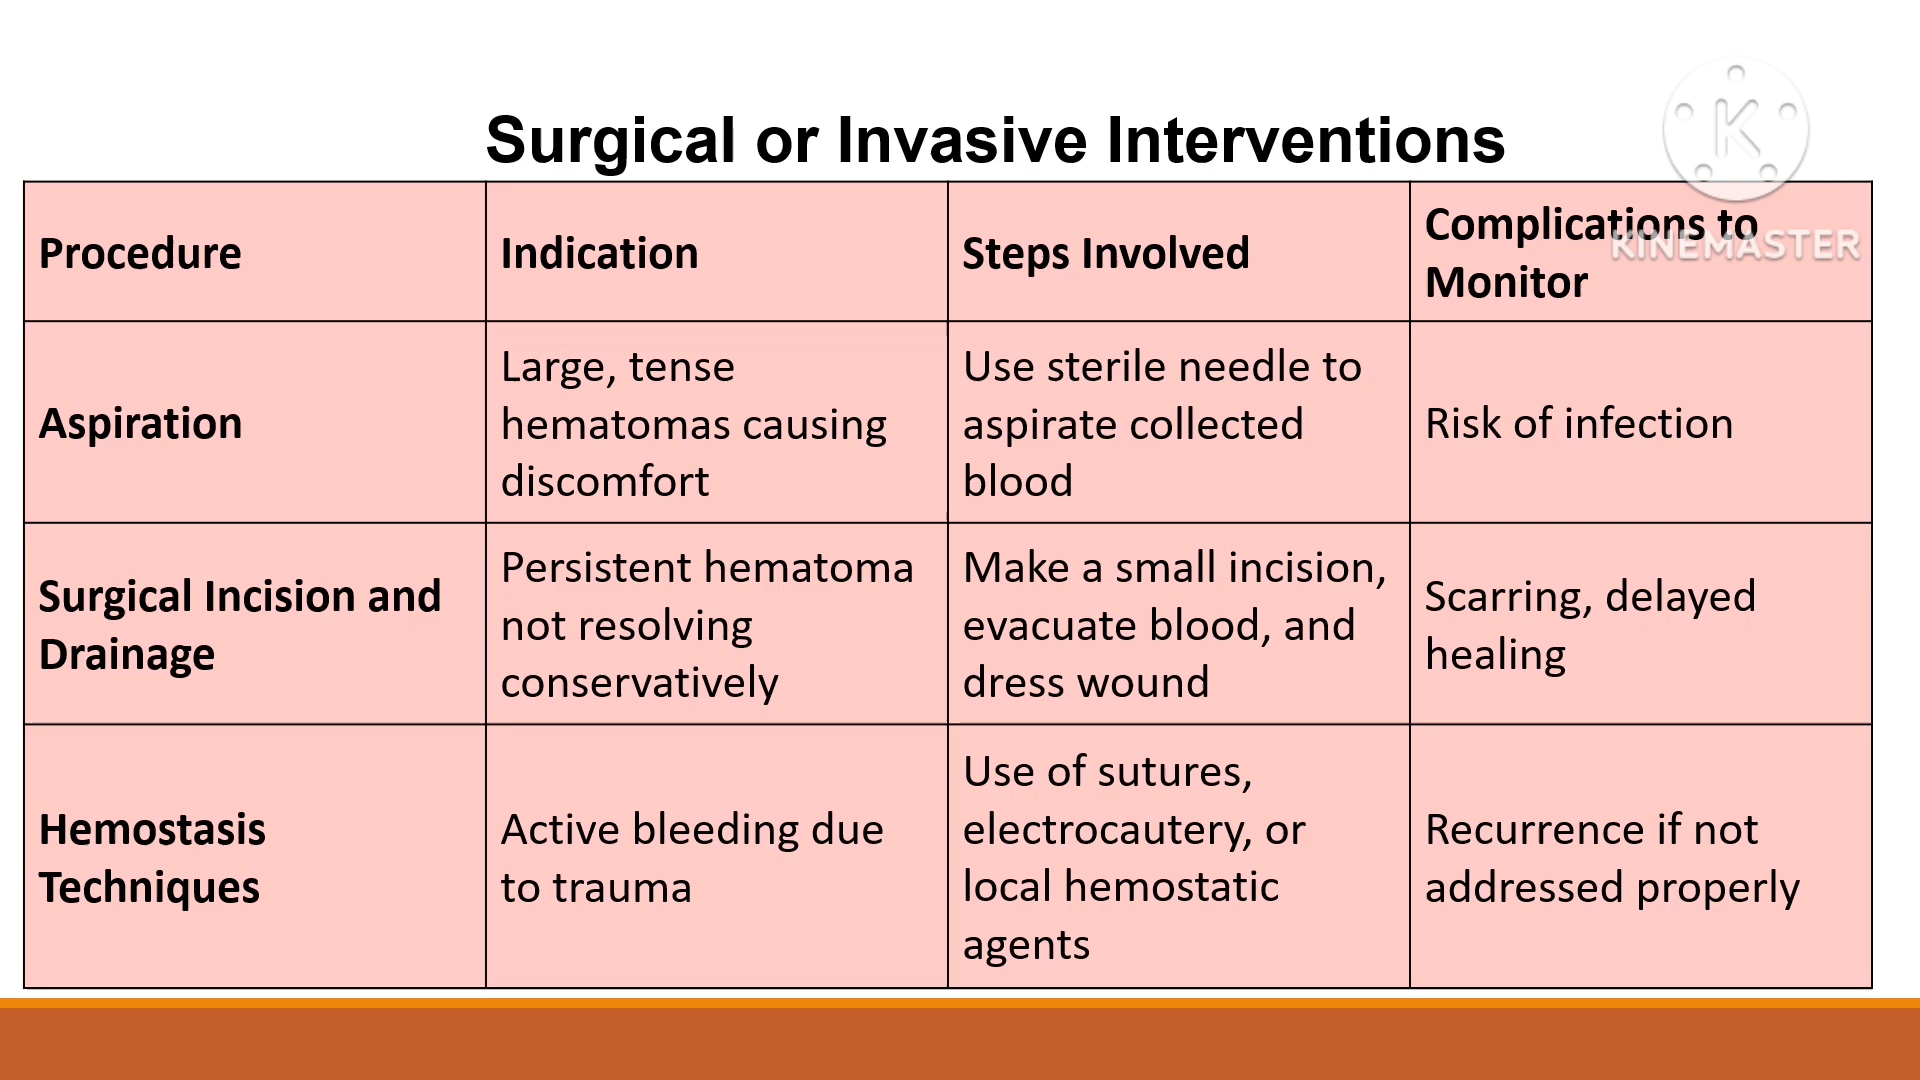 Surgical or Invasive Interventions
K
KINEMASTER
Procedure
Indication
Steps Involved
Complications to
Monitor
Aspiration
Large, tense
hematomas causing
discomfort
Use sterile needle to
aspirate collected
blood
Risk of infection
Surgical Incision and
Drainage
Persistent hematoma
not resolving
conservatively
Make a small incision,
evacuate blood, and
dress wound
Scarring, delayed
healing
Hemostasis
Techniques
Active bleeding due
to trauma
Use of sutures,
electrocautery, or
local hemostatic
agents
Recurrence if not
addressed properly